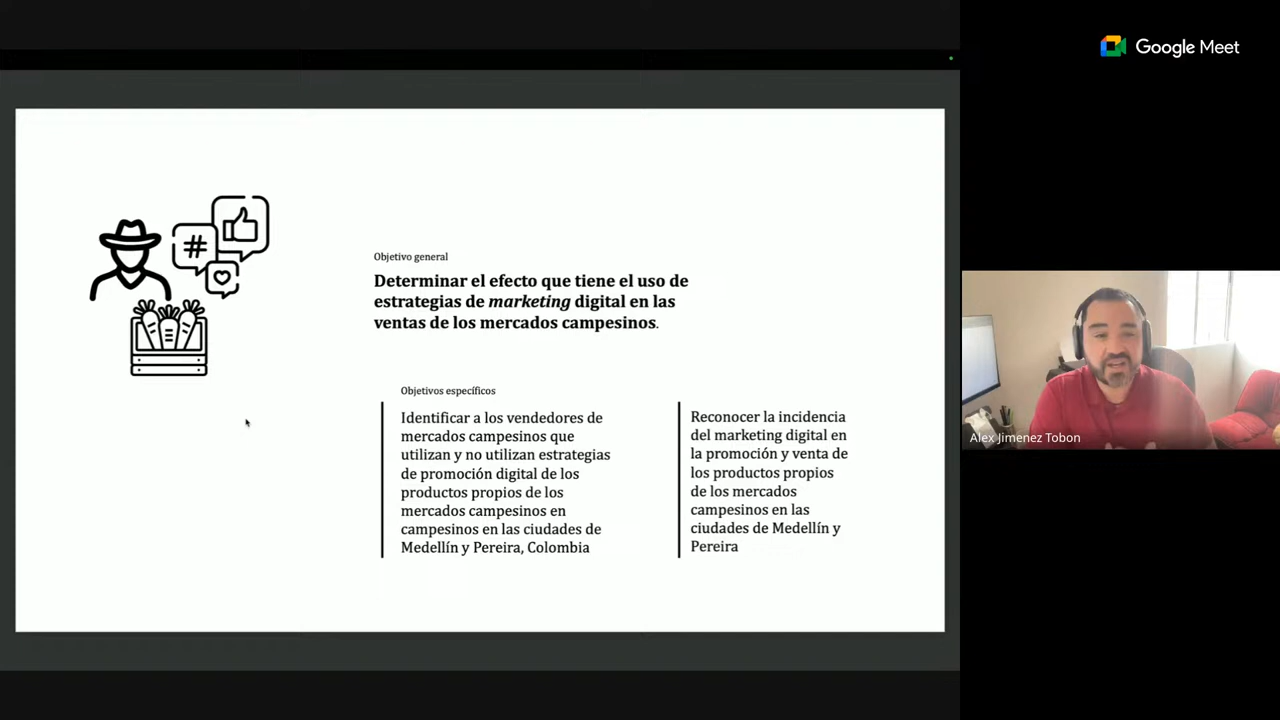 Google Meet
#
Objetivo general
Determinar el efecto que tiene el uso de
estrategias de marketing digital en las
ventas de los mercados campesinos.
Objetivos específicos
Identificar a los vendedores de
mercados campesinos que
utilizan y no utilizan estrategias
de promoción digital de los
productos propios de los
mercados campesinos en
campesinos en las ciudades de
Medellín y Pereira, Colombia
Reconocer la incidencia
del marketing digital en
la promoción y venta de
los productos propios
de los mercados
campesinos en las
ciudades de Medellín y
Pereira
Alex Jimenez Tobon